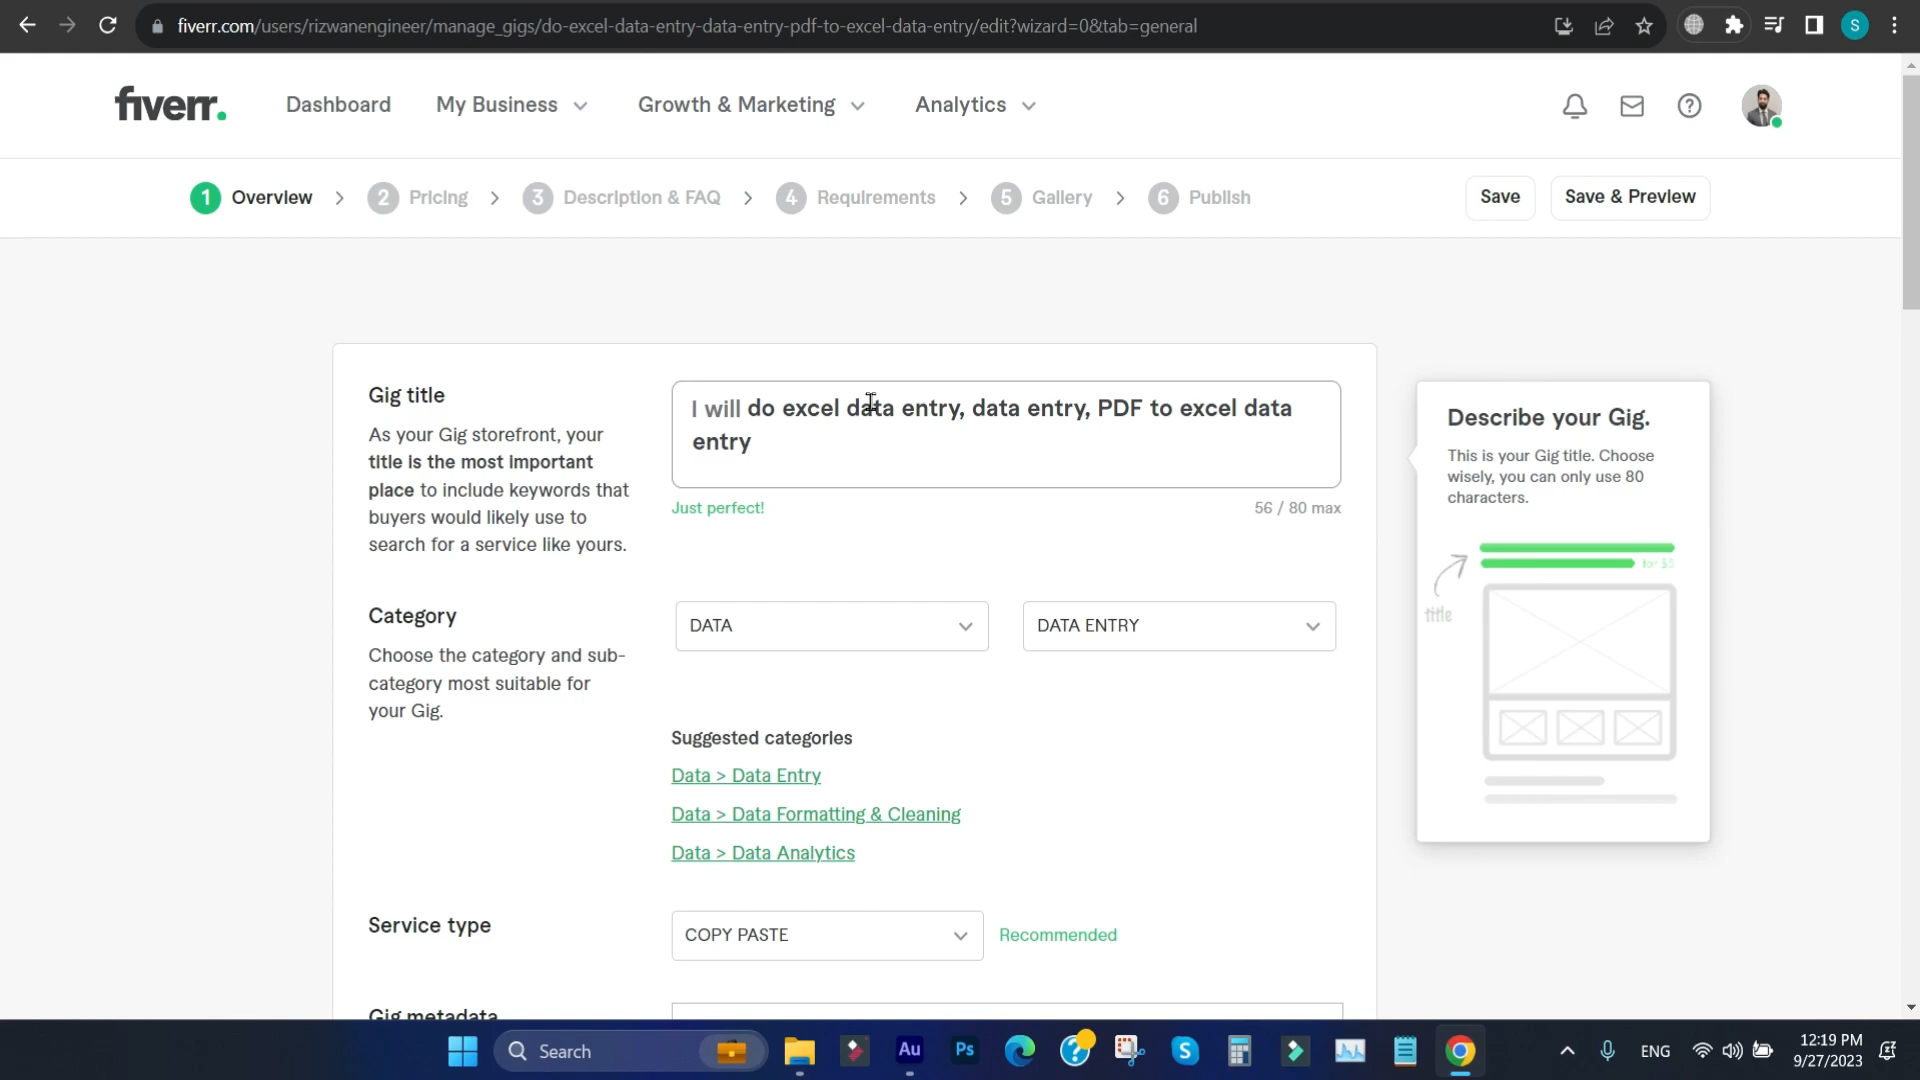 fiverr.com/users/rizwanengineer/manage_gigs/do-excel-data-entry-data-entry-pdf-to-excel-data-entry/edit?wizard=0&tab=general
S
fiverr.
Dashboard
My Business
Growth & Marketing
Analytics
1 Overview
2 Pricing
3 Description & FAQ
4 Requirements
5 Gallery
6 Publish
Save
Save & Preview
Gig title
As your Gig storefront, your
title is the most important
place to include keywords that
buyers would likely use to
search for a service like yours.
I will do excel data entry, data entry, PDF to excel data
entry
Just perfect!
56 / 80 max
Describe your Gig.
This is your Gig title. Choose
wisely, you can only use 80
characters.
for $5
title
Category
Choose the category and sub-
category most suitable for
your Gig.
DATA
DATA ENTRY
Suggested categories
Data > Data Entry
Data > Data Formatting & Cleaning
Data > Data Analytics
Service type
COPY PASTE
Recommended
Gig metadata
Search
Au
Ps
ENG
12:19 PM
9/27/2023